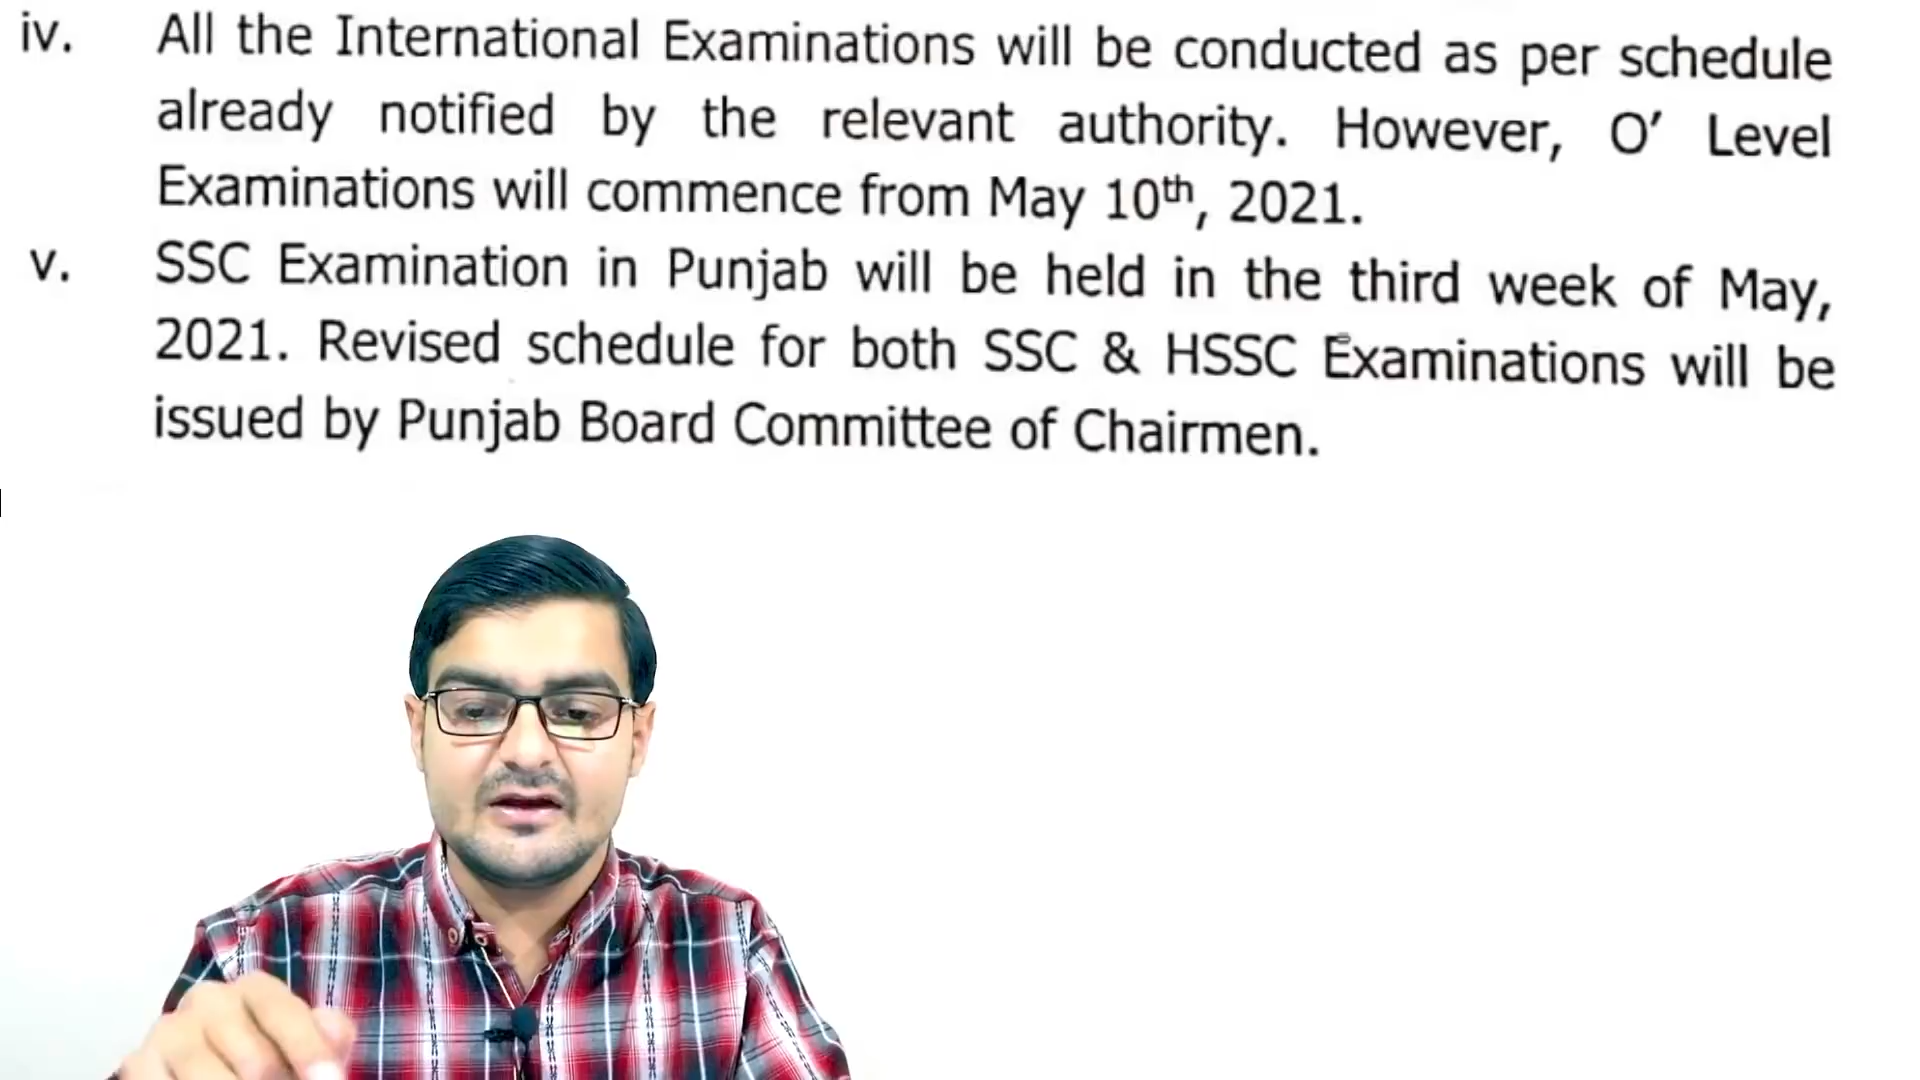 iv. All the International Examinations will be conducted as per schedule
already notified by the relevant authority. However, O’ Level
Examinations will commence from May 10th, 2021.
v. SSC Examination in Punjab will be held in the third week of May,
2021. Revised schedule for both SSC & HSSC Examinations will be
issued by Punjab Board Committee of Chairmen.